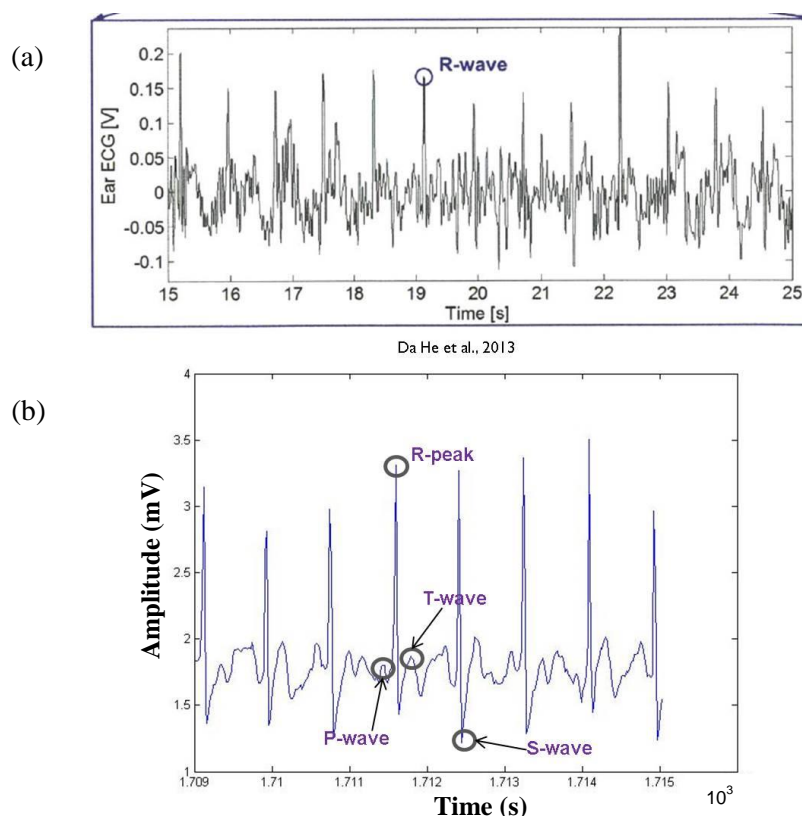 (a)
R-wave
Ear ECG [V]
0.2
0.15
0.1
0.05
0
-0.05
-0.1
15 16 17 18 19 20 21 22 23 24 25
Time [s]
Da He et al., 2013
(b)
Amplitude (mV)
4
3.5
3
2.5
2
1.5
1
R-peak
T-wave
P-wave
S-wave
1.709 1.71 1.711 1.712 1.713 1.714 1.715
10³
Time (s)